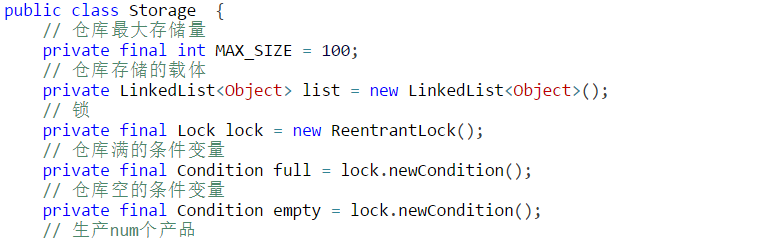 public class Storage  {
    // 仓库最大存储量
    private final int MAX_SIZE = 100;
    // 仓库存储的载体
    private LinkedList<Object> list = new LinkedList<Object>();
    // 锁
    private final Lock lock = new ReentrantLock();
    // 仓库满的条件变量
    private final Condition full = lock.newCondition();
    // 仓库空的条件变量
    private final Condition empty = lock.newCondition();
    // 生产num个产品